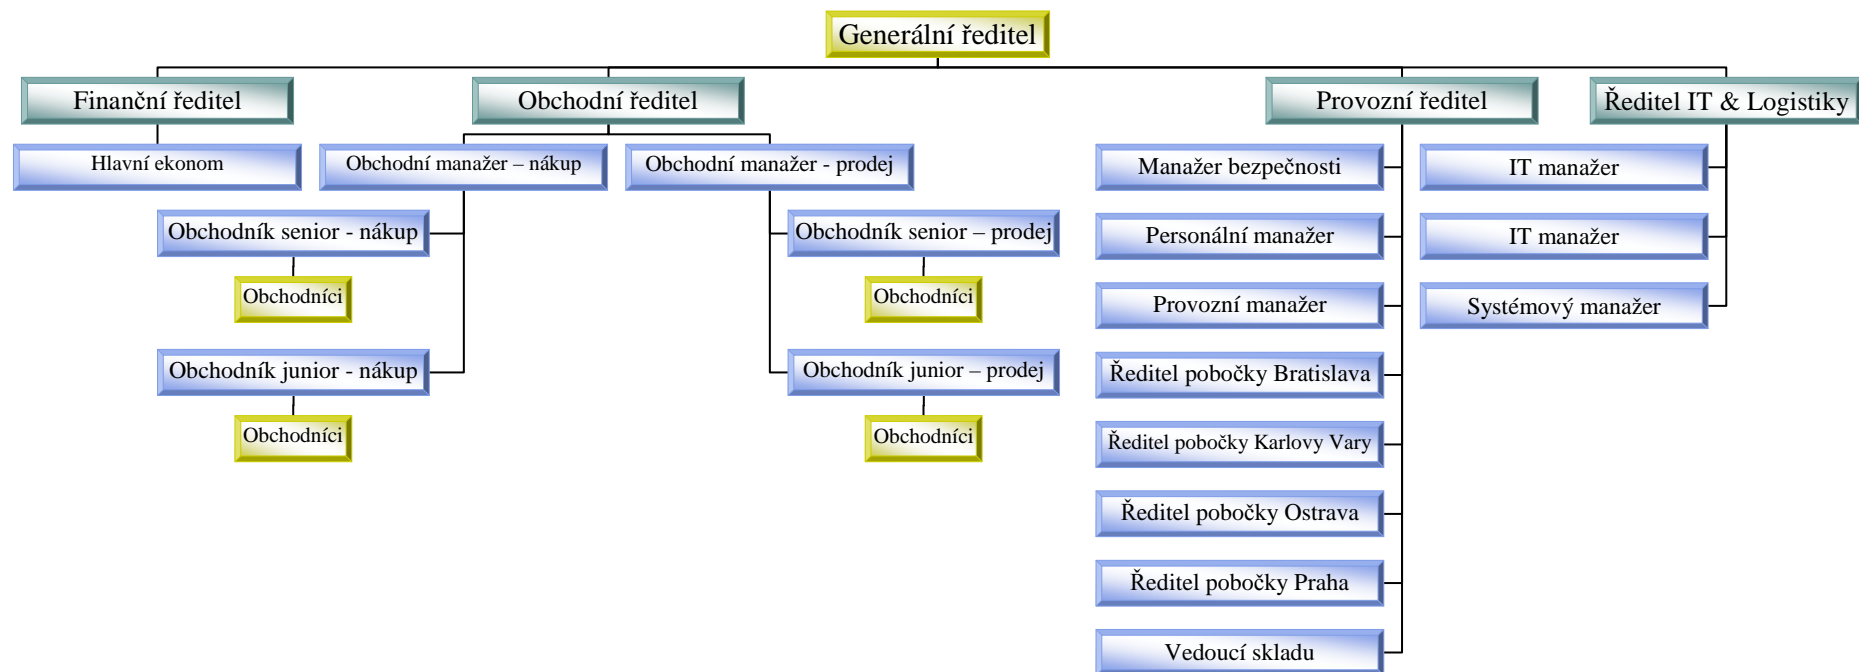 Generální ředitel
Finanční ředitel
Obchodní ředitel
Provozní ředitel
Ředitel IT & Logistiky
Hlavní ekonom
Obchodní manažer – nákup
Obchodní manažer - prodej
Manažer bezpečnosti
IT manažer
Obchodník senior - nákup
Obchodník senior – prodej
Personální manažer
IT manažer
Obchodníci
Obchodníci
Provozní manažer
Systémový manažer
Obchodník junior - nákup
Obchodník junior – prodej
Ředitel pobočky Bratislava
Obchodníci
Obchodníci
Ředitel pobočky Karlovy Vary
Ředitel pobočky Ostrava
Ředitel pobočky Praha
Vedoucí skladu